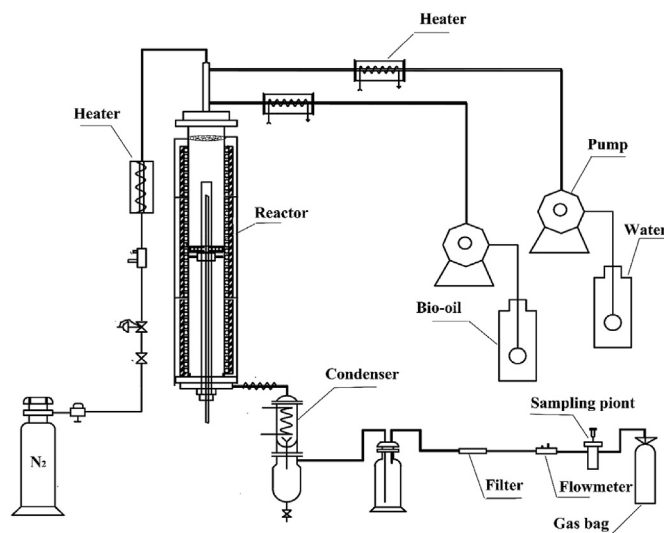 Heater
Heater
Pump
Reactor
Water
Bio-oil
Condenser
Sampling piont
N₂
Filter
Flowmeter
Gas bag